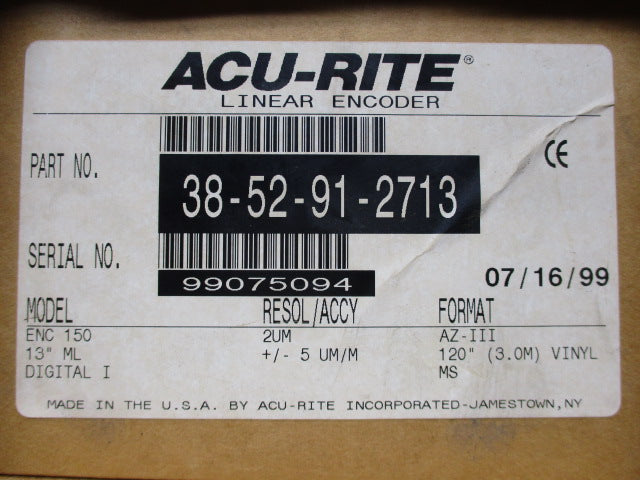 ACU-RITE®
LINEAR ENCODER
PART NO. 38-52-91-2713
CE
SERIAL NO. 99075094
07/16/99
MODEL RESOL/ACCY FORMAT
ENC 150 2UM AZ-III
13" ML +/- 5 UM/M 120" (3.0M) VINYL
DIGITAL I MS
MADE IN THE U.S.A. BY ACU-RITE INCORPORATED-JAMESTOWN,NY